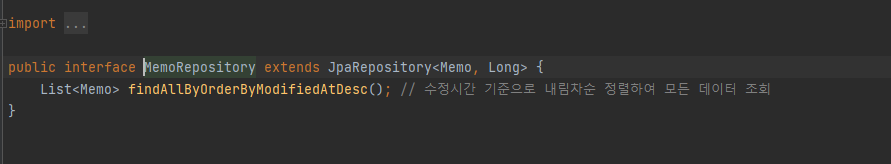 import ...
public interface MemoRepository extends JpaRepository<Memo, Long> {
List<Memo> findAllByOrderByModifiedAtDesc(); // 수정시간 기준으로 내림차순 정렬하여 모든 데이터 조회
}